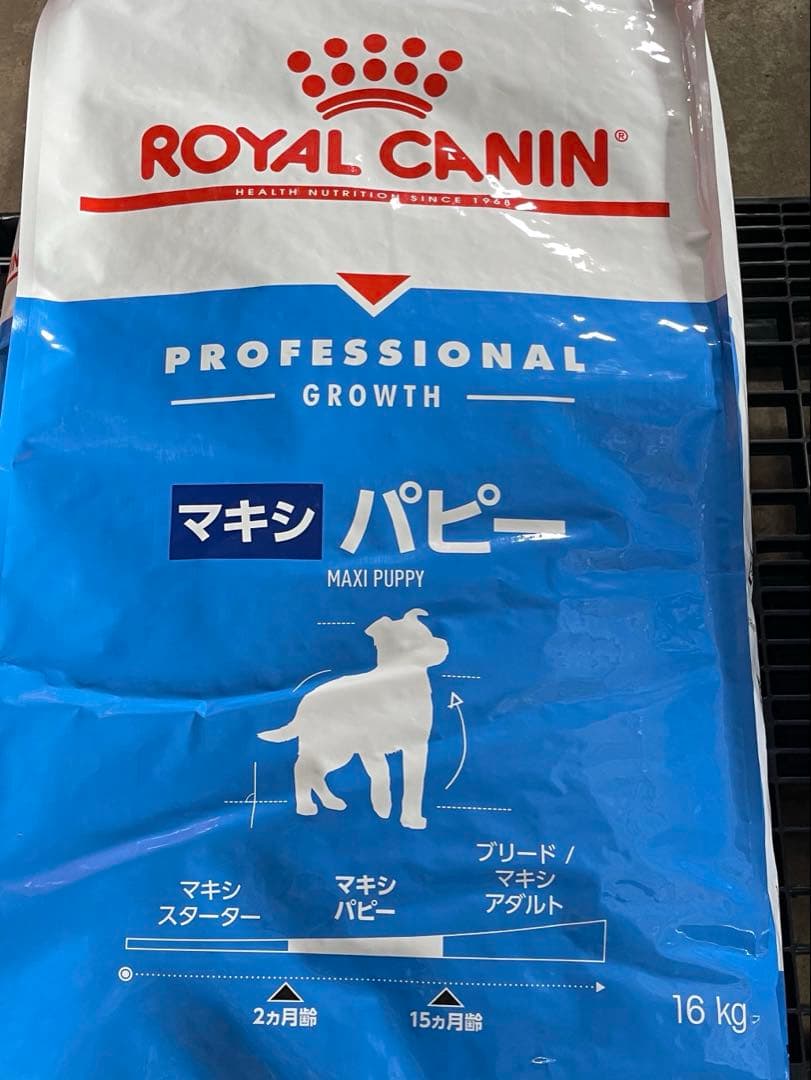 ROYAL CANIN®
HEALTH NUTRITION SINCE 1968
PROFESSIONAL
GROWTH
マキシ パピー
MAXI PUPPY
マキシ
スターター
マキシ
パピー
ブリード /
マキシ
アダルト
2カ月齢
15カ月齢
16 kg